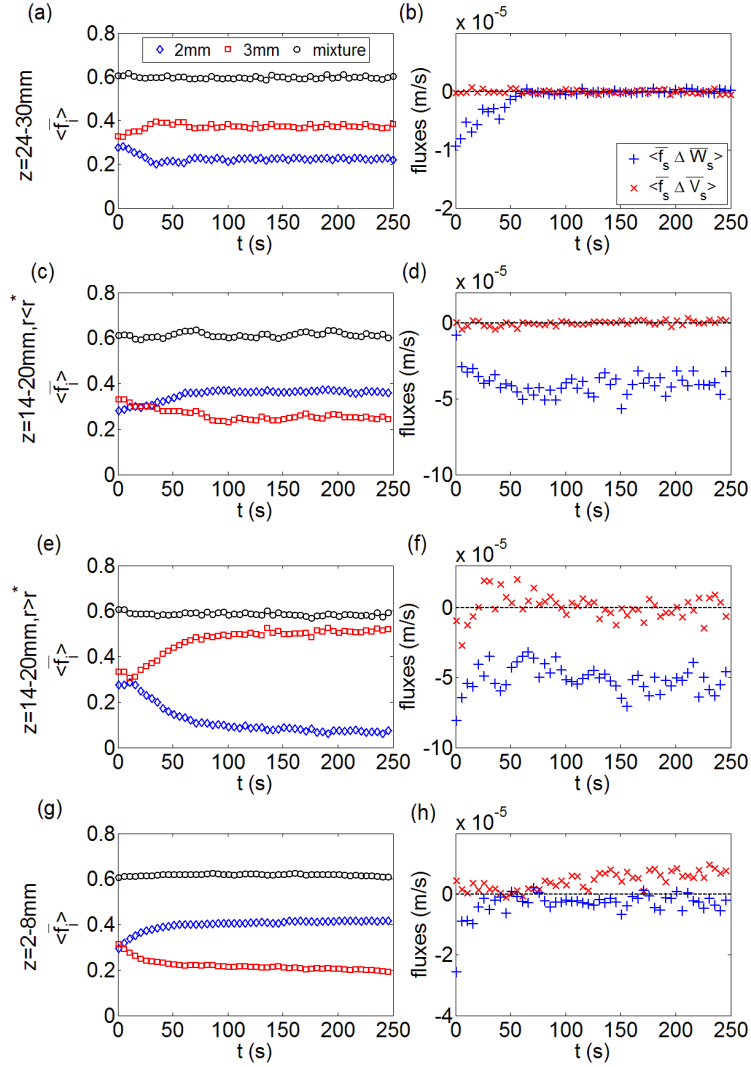 (a) (b)
2mm 3mm mixture
x 10⁻⁵
z=24-30mm
<f̄ᵢ>
0.8
0.6
0.4
0.2
0
0 50 100 150 200 250
t (s)
fluxes (m/s)
1
0
-1
-2
<f̄ₛ Δ W̄ₛ>
<f̄ₛ Δ V̄ₛ>
0 50 100 150 200 250
t (s)
(c) (d)
x 10⁻⁵
z=14-20mm,r<r*
<f̄ᵢ>
0.8
0.6
0.4
0.2
0
0 50 100 150 200 250
t (s)
fluxes (m/s)
0
-5
-10
0 50 100 150 200 250
t (s)
(e) (f)
x 10⁻⁵
z=14-20mm,r>r*
<f̄ᵢ>
0.8
0.6
0.4
0.2
0
0 50 100 150 200 250
t (s)
fluxes (m/s)
0
-5
-10
0 50 100 150 200 250
t (s)
(g) (h)
x 10⁻⁵
z=2-8mm
<f̄ᵢ>
0.8
0.6
0.4
0.2
0
0 50 100 150 200 250
t (s)
fluxes (m/s)
2
0
-2
-4
0 50 100 150 200 250
t (s)